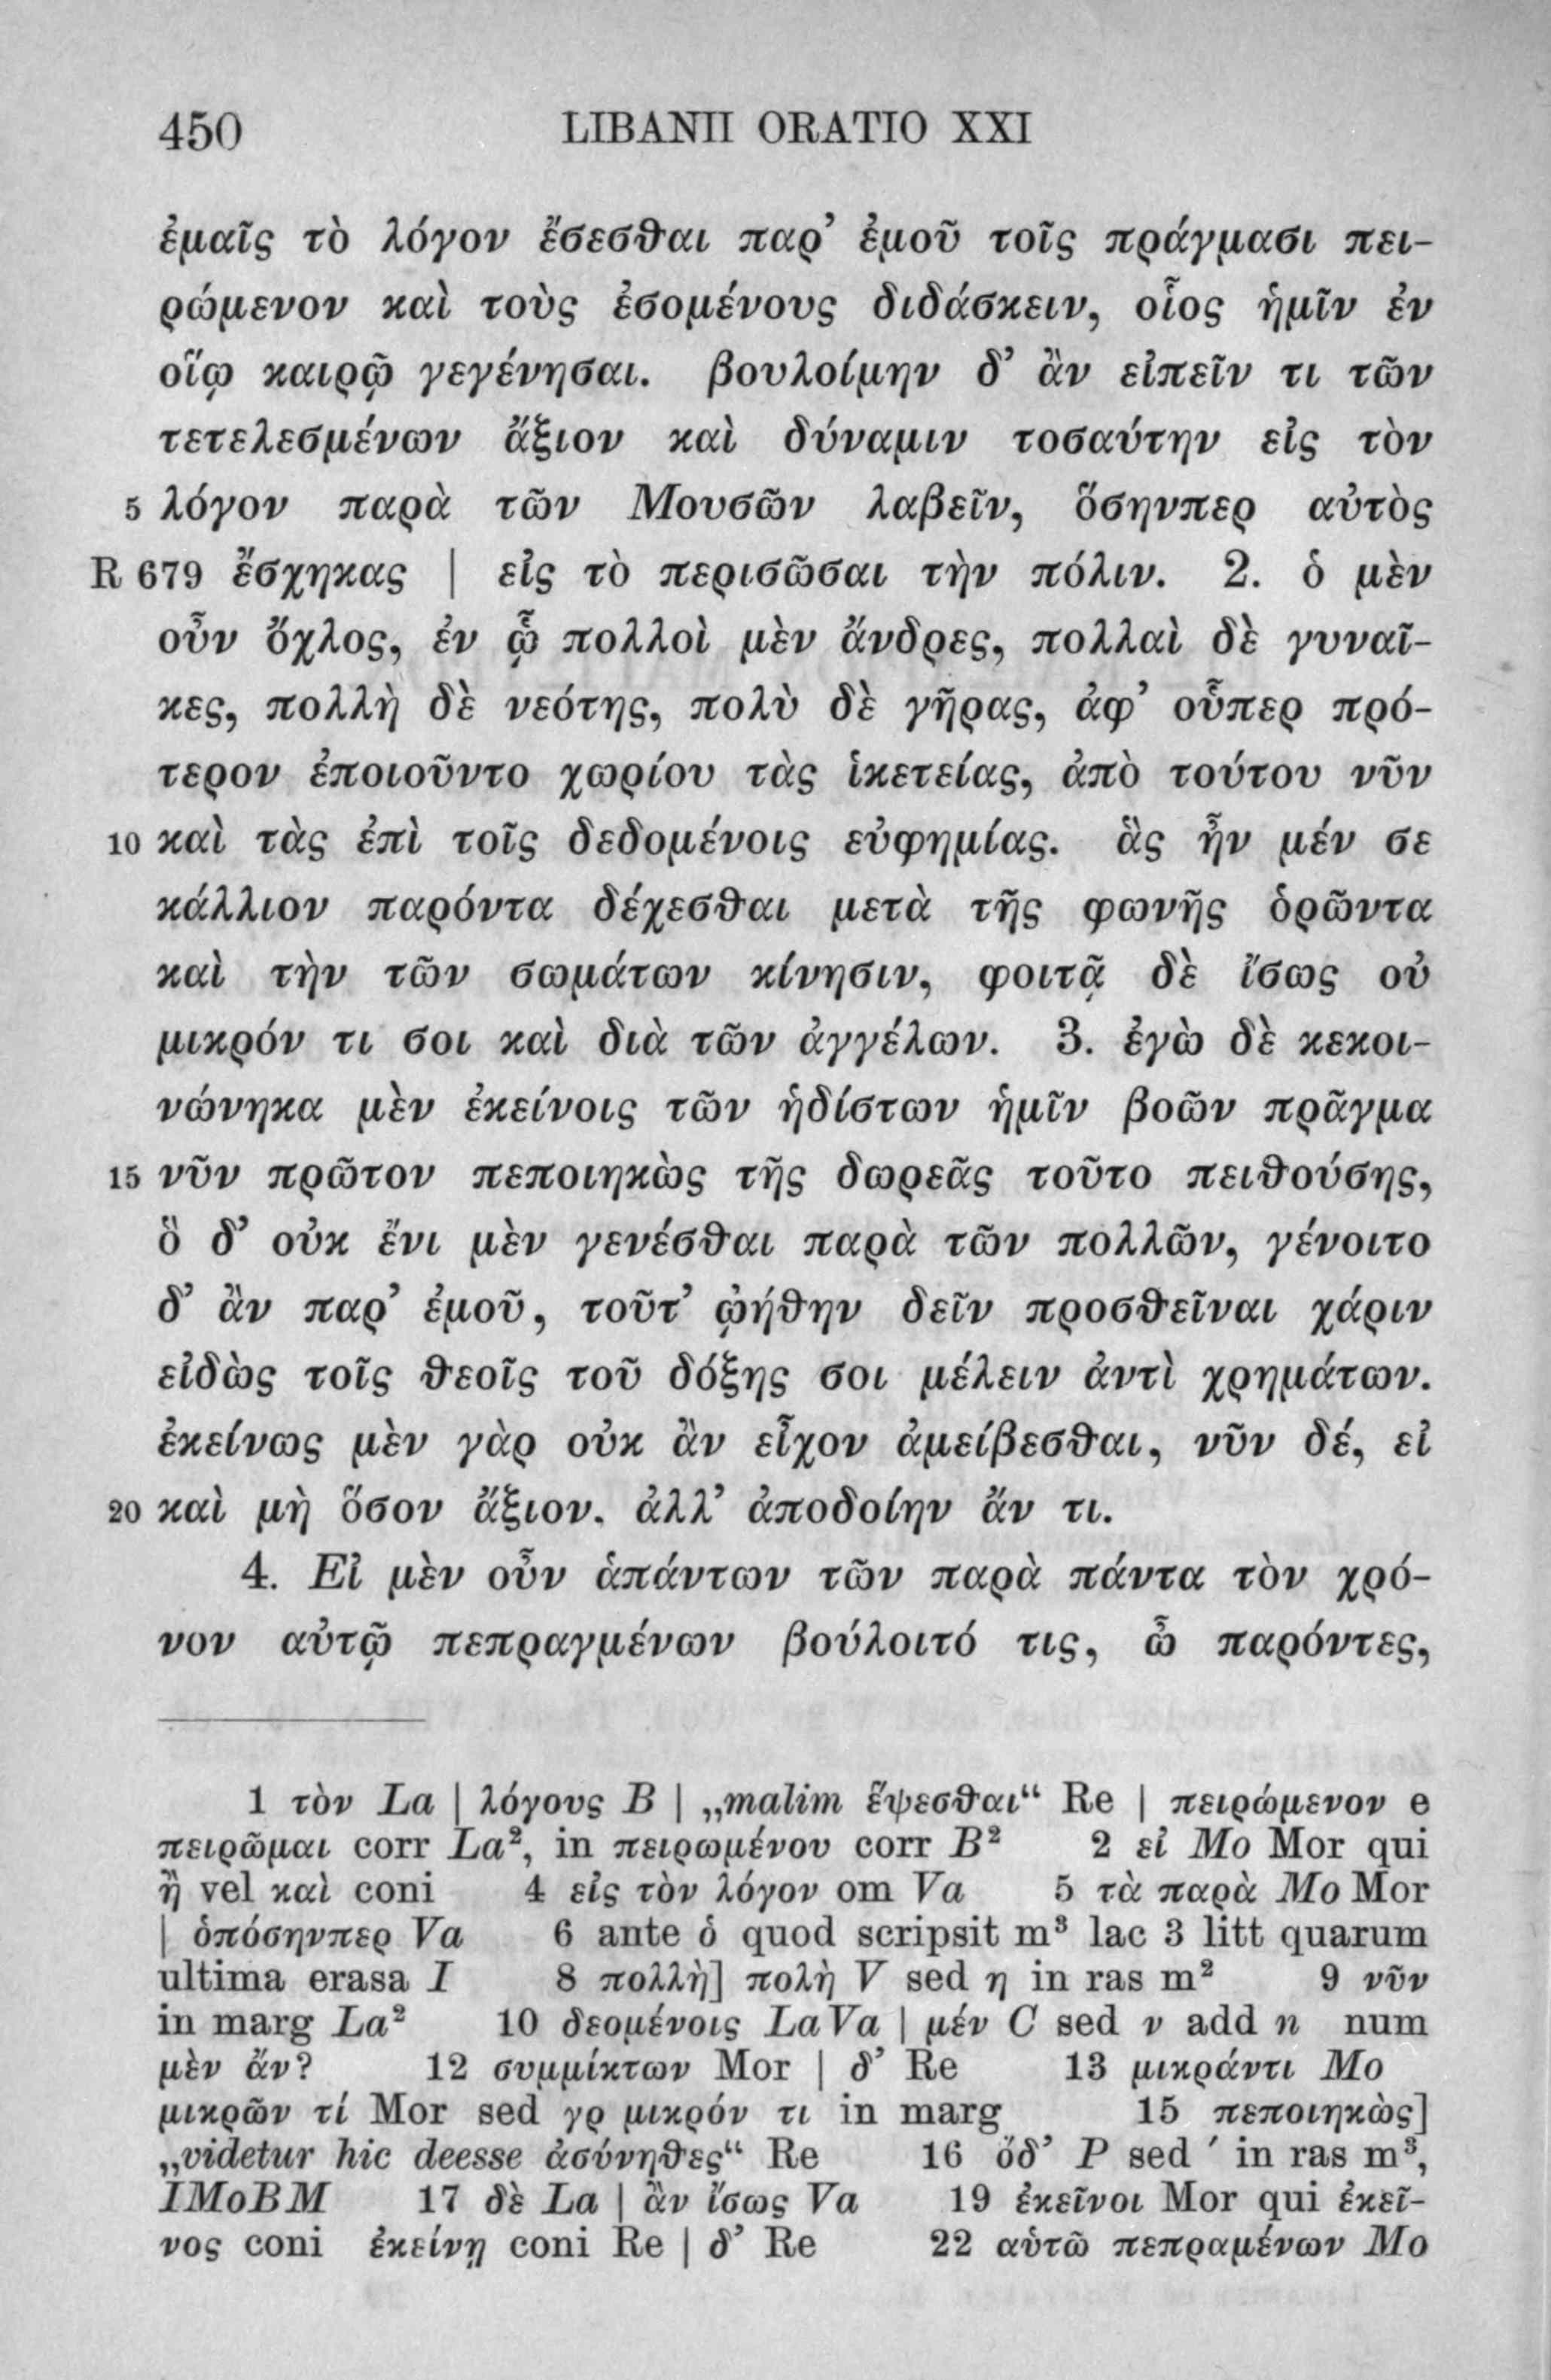 450 LIBANII ORATIO XXI
ἐμαῖς τὸ λόγον ἔσεσθαι παρ’ ἐμοῦ τοῖς πράγμασι πει-
ρώμενον καὶ τοὺς ἐσομένους διδάσκειν, οἷος ἡμῖν ἐν
οἵῳ καιρῷ γεγένησαι. βουλοίμην δ’ ἂν εἰπεῖν τι τῶν
τετελεσμένων ἄξιον καὶ δύναμιν τοσαύτην εἰς τὸν
5 λόγον παρὰ τῶν Μουσῶν λαβεῖν, ὅσηνπερ αὐτὸς
R 679 ἔσχηκας | εἰς τὸ περισῶσαι τὴν πόλιν. 2. ὁ μὲν
οὖν ὄχλος, ἐν ᾧ πολλοὶ μὲν ἄνδρες, πολλαὶ δὲ γυναῖ-
κες, πολλὴ δὲ νεότης, πολὺ δὲ γῆρας, ἀφ’ οὗπερ πρό-
τερον ἐποιοῦντο χωρίου τὰς ἱκετείας, ἀπὸ τούτου νῦν
10 καὶ τὰς ἐπὶ τοῖς δεδομένοις εὐφημίας. ἃς ἦν μέν σε
κάλλιον παρόντα δέχεσθαι μετὰ τῆς φωνῆς ὁρῶντα
καὶ τὴν τῶν σωμάτων κίνησιν, φοιτᾷ δὲ ἴσως οὐ
μικρόν τι σοι καὶ διὰ τῶν ἀγγέλων. 3. ἐγὼ δὲ κεκοι-
νώνηκα μὲν ἐκείνοις τῶν ἡδίστων ἡμῖν βοῶν πρᾶγμα
15 νῦν πρῶτον πεποιηκὼς τῆς δωρεᾶς τοῦτο πειθούσης,
ὃ δ’ οὐκ ἔνι μὲν γενέσθαι παρὰ τῶν πολλῶν, γένοιτο
δ’ ἂν παρ’ ἐμοῦ, τοῦτ’ ᾠήθην δεῖν προσθεῖναι χάριν
εἰδὼς τοῖς θεοῖς τοῦ δόξης σοι μέλειν ἀντὶ χρημάτων.
ἐκείνως μὲν γὰρ οὐκ ἂν εἶχον ἀμείβεσθαι, νῦν δέ, εἰ
20 καὶ μὴ ὅσον ἄξιον. ἀλλ’ ἀποδοίην ἄν τι.
4. Εἰ μὲν οὖν ἁπάντων τῶν παρὰ πάντα τὸν χρό-
νον αὐτῷ πεπραγμένων βούλοιτό τις, ὦ παρόντες,
1 τὸν La | λόγους B | „malim ἕψεσθαι“ Re | πειρώμενον e
πειρῶμαι corr La², in πειρωμένου corr B² 2 εἰ Mo Mor qui
ἢ vel καὶ coni 4 εἰς τὸν λόγον om Va 5 τὰ παρὰ Mo Mor
| ὁπόσηνπερ Va 6 ante ὁ quod scripsit m³ lac 3 litt quarum
ultima erasa I 8 πολλὴ] πολὴ V sed η in ras m² 9 νῦν
in marg La² 10 δεομένοις La Va | μέν C sed ν add n num
μὲν ἄν? 12 συμμίκτων Mor | δ’ Re 13 μικράντι Mo
μικρῶν τί Mor sed γρ μικρόν τι in marg 15 πεποιηκὼς]
„videtur hic deesse ἀσύνηθες“ Re 16 ὅδ’ P sed ′ in ras m³,
IMoBM 17 δὲ La | ἂν ἴσως Va 19 ἐκεῖνοι Mor qui ἐκεῖ-
νος coni ἐκείνῃ coni Re | δ’ Re 22 αὑτῶ πεπραμένων Mo